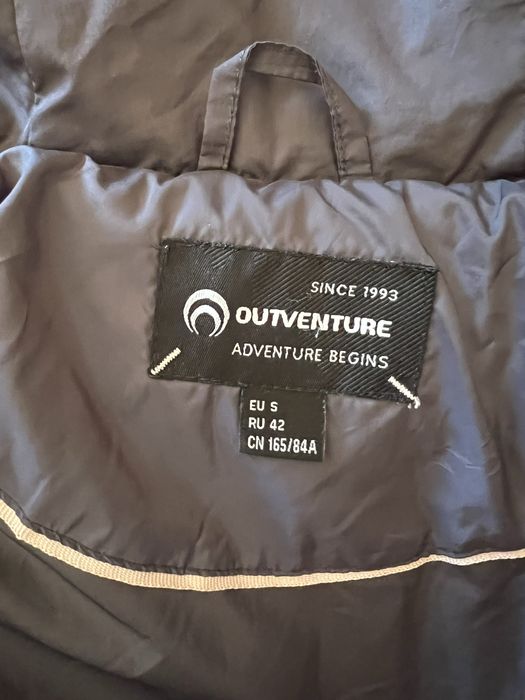 SINCE 1993
OUTVENTURE
ADVENTURE BEGINS
EU S
RU 42
CN 165/84A